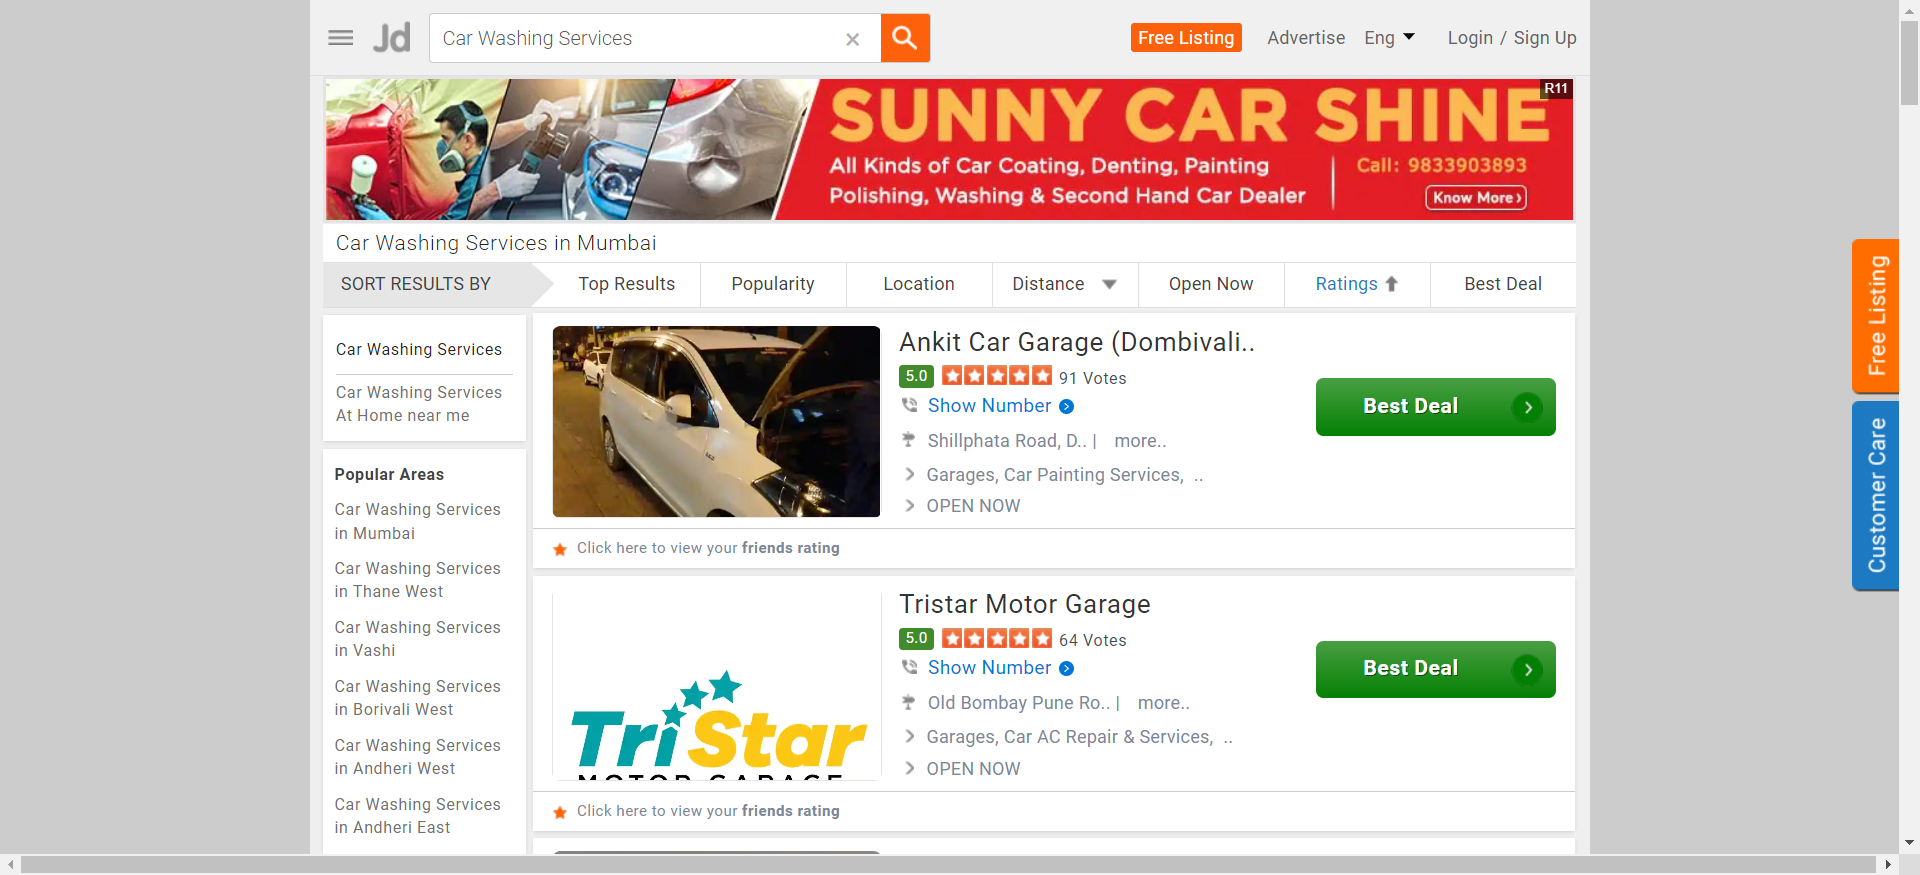 Jd
Car Washing Services
Free Listing
Advertise
Eng
Login / Sign Up
R11
SUNNY CAR SHINE
All Kinds of Car Coating, Denting, Painting
Polishing, Washing & Second Hand Car Dealer
Call: 9833903893
Know More
Car Washing Services in Mumbai
SORT RESULTS BY
Top Results
Popularity
Location
Distance
Open Now
Ratings
Best Deal
Car Washing Services
Car Washing Services
At Home near me
Popular Areas
Car Washing Services
in Mumbai
Car Washing Services
in Thane West
Car Washing Services
in Vashi
Car Washing Services
in Borivali West
Car Washing Services
in Andheri West
Car Washing Services
in Andheri East
Ankit Car Garage (Dombivali..
5.0 91 Votes
Show Number
Shillphata Road, D.. | more..
Garages, Car Painting Services, ..
OPEN NOW
Best Deal
Click here to view your friends rating
TriStar
MOTOR GARAGE
Tristar Motor Garage
5.0 64 Votes
Show Number
Old Bombay Pune Ro.. | more..
Garages, Car AC Repair & Services, ..
OPEN NOW
Best Deal
Click here to view your friends rating
Free Listing
Customer Care